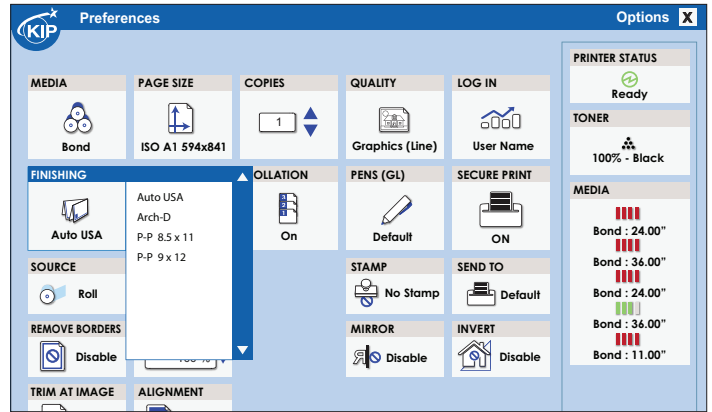 KIP
Preferences
Options X
MEDIA
Bond
PAGE SIZE
ISO A1 594x841
COPIES
1
QUALITY
Graphics (Line)
LOG IN
User Name
FINISHING
Auto USA
Auto USA
Arch-D
P-P 8.5 x 11
P-P 9 x 12
OLLATION
3
2
1
On
PENS (GL)
Default
SECURE PRINT
ON
SOURCE
Roll
STAMP
No Stamp
SEND TO
Default
REMOVE BORDERS
Disable
MIRROR
Disable
INVERT
Disable
TRIM AT IMAGE
ALIGNMENT
PRINTER STATUS
Ready
TONER
100% - Black
MEDIA
Bond : 24.00”
Bond : 36.00”
Bond : 24.00”
Bond : 36.00”
Bond : 11.00”